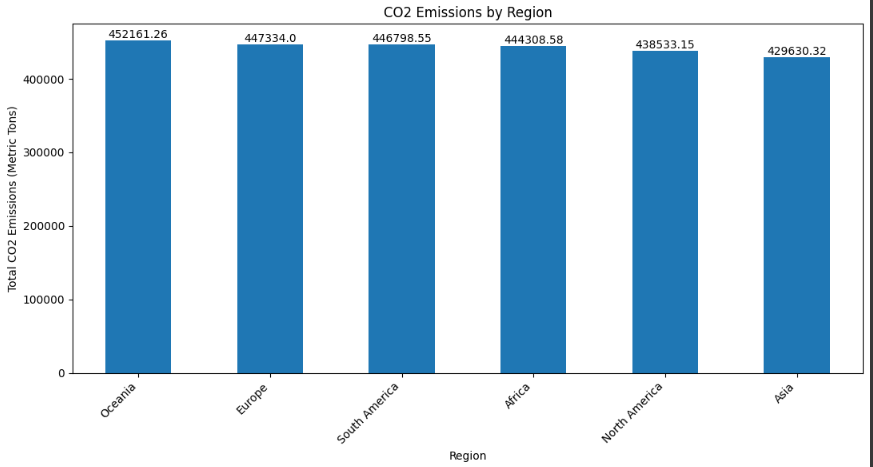 CO2 Emissions by Region
452161.26
447334.0
446798.55
444308.58
438533.15
429630.32
Total CO2 Emissions (Metric Tons)
400000
300000
200000
100000
0
Oceania
Europe
South America
Africa
North America
Asia
Region